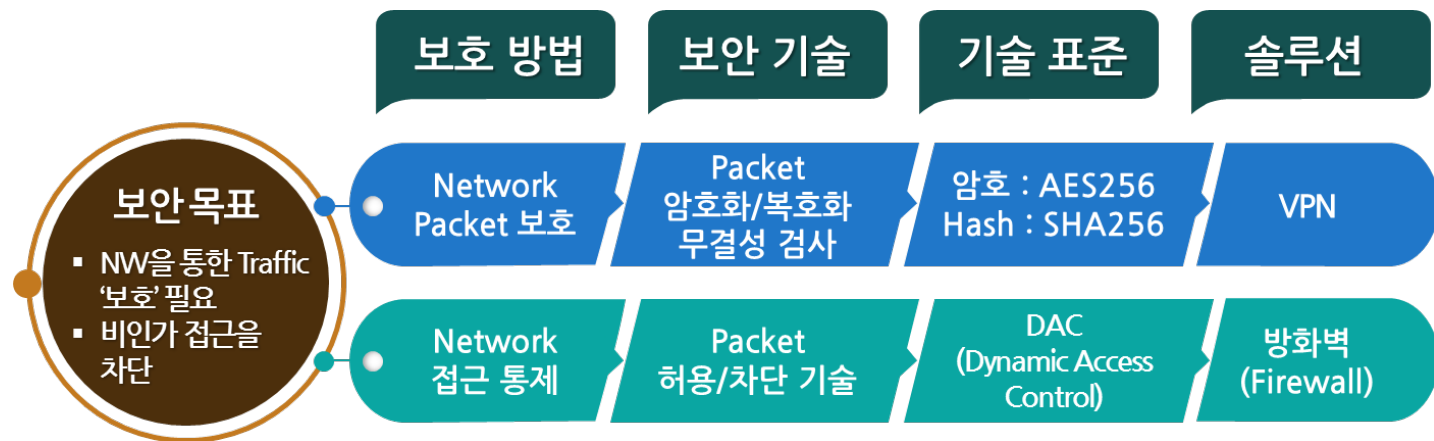 보호 방법
보안 기술
기술 표준
솔루션
보안 목표
▪ NW을 통한 Traffic
‘보호’ 필요
▪ 비인가 접근을
차단
Network
Packet 보호
Packet
암호화/복호화
무결성 검사
암호 : AES256
Hash : SHA256
VPN
Network
접근 통제
Packet
허용/차단 기술
DAC
(Dynamic Access
Control)
방화벽
(Firewall)